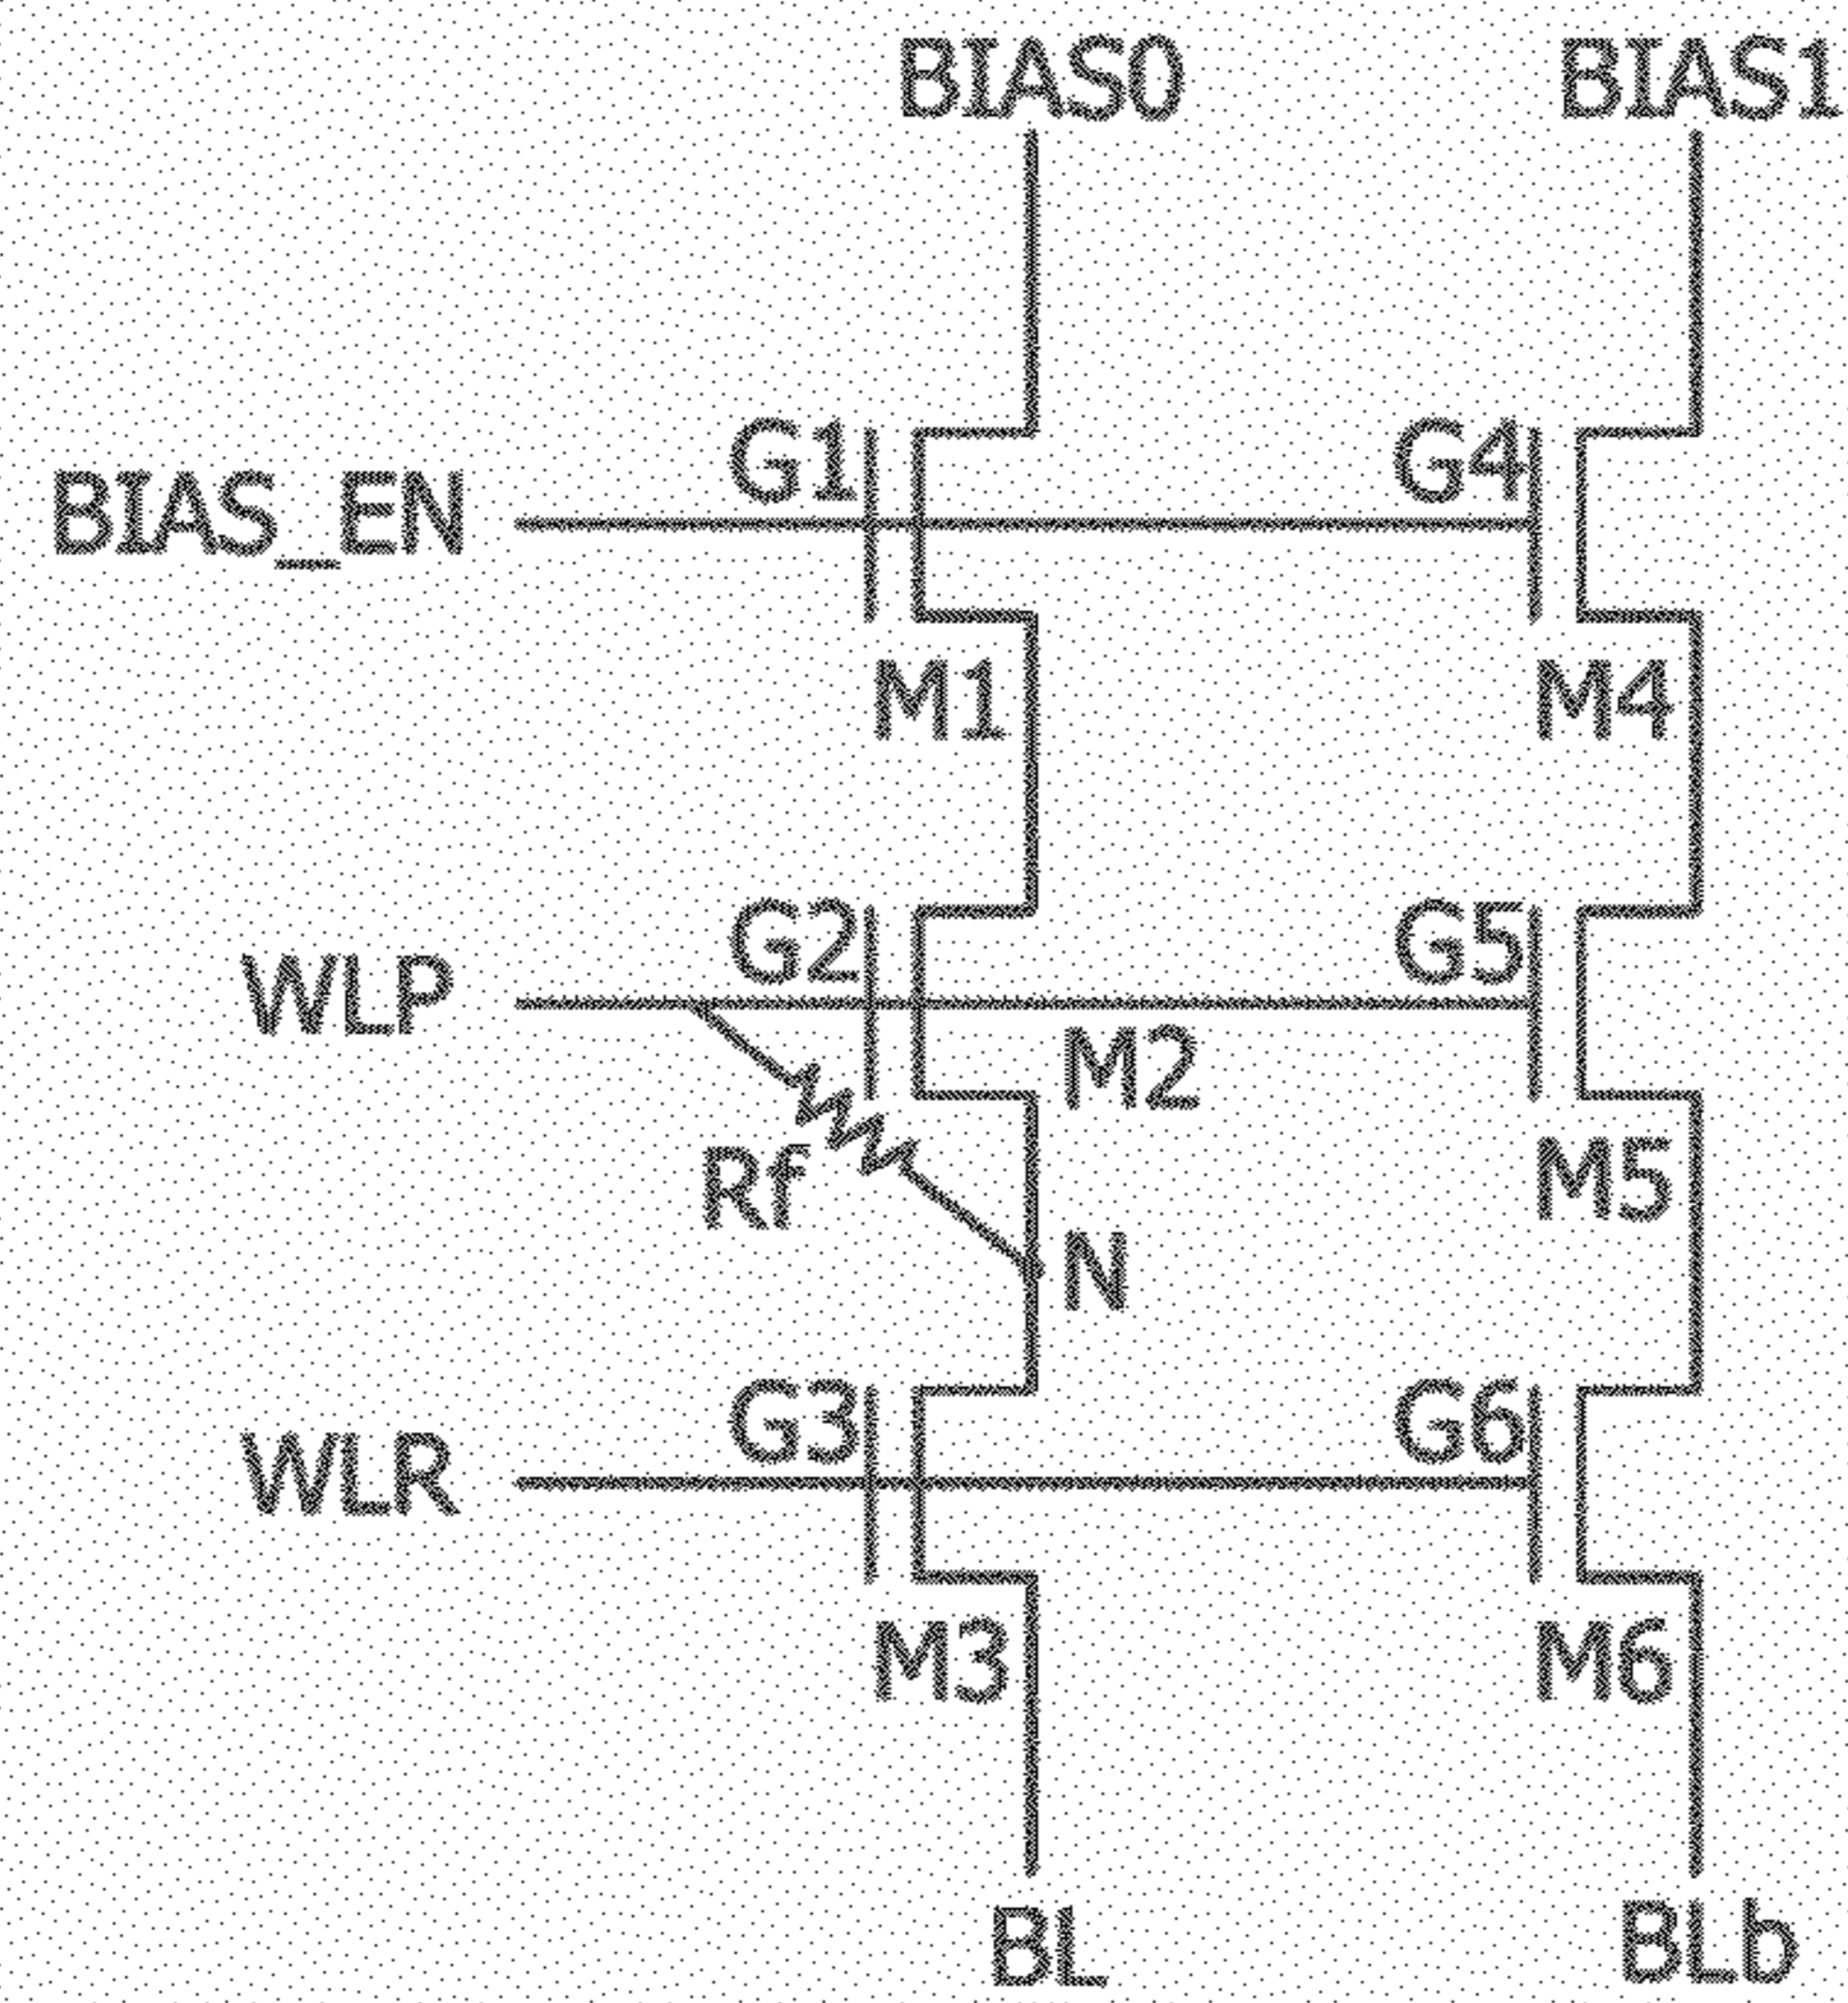 BIAS0 BIAS1
G1 G4
BIAS_EN
M1 M4
G2 G5
WLP
M2
Rf M5
N
G3 G6
WLR
M3 M6
BL BLb